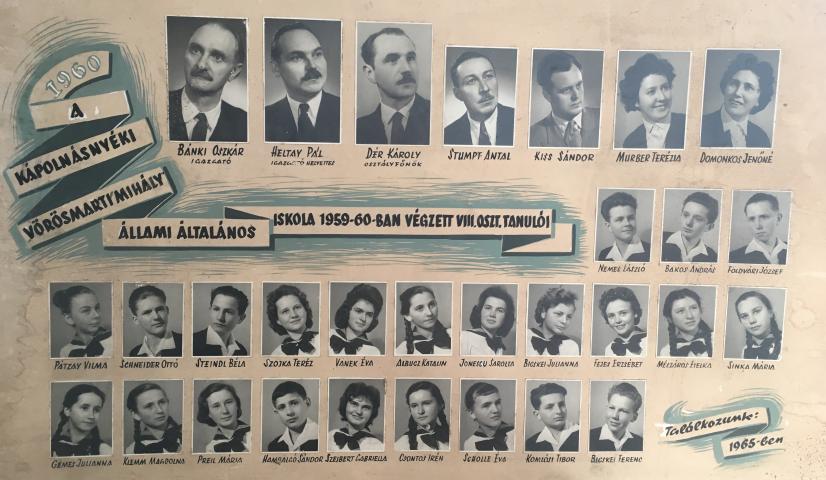 1960
A
KÁPOLNÁSNYÉKI
VÖRÖSMARTI MIHÁLY
ÁLLAMI ÁLTALÁNOS
ISKOLA 1959-60-BAN VÉGZETT VIII. OSZT. TANULÓI
BÁNKI OSZKÁR
IGAZGATÓ
HELTAY PÁL
IGAZGATÓ HELYETTES
DÉR KÁROLY
OSZTÁLYFŐNÖK
STUMPF ANTAL
KISS SÁNDOR
MURBER TERÉZIA
DOMONKOS JENŐNÉ
NEMES LÁSZLÓ
BAKOS ANDRÁS
FÖLDVÁRI JÓZSEF
PÁTZAY VILMA
SCHNEIDER OTTÓ
STEINDL BÉLA
SZOJKA TERÉZ
VANEK ÉVA
ALBUCZ KATALIN
JONESCU SAROLTA
BICSKEI JULIANNA
FEJES ERZSÉBET
MÉSZÁROS ETELKA
SINKA MÁRIA
GÉMES JULIANNA
KLEMM MAGDOLNA
PREIL MÁRIA
HAMBALGÓ SÁNDOR
SZEIBERT GABRIELLA
CSONTOS IRÉN
SCHOLLE ÉVA
KOMLÓSI TIBOR
BICSKEI FERENC
Találkozunk:
1965-ben